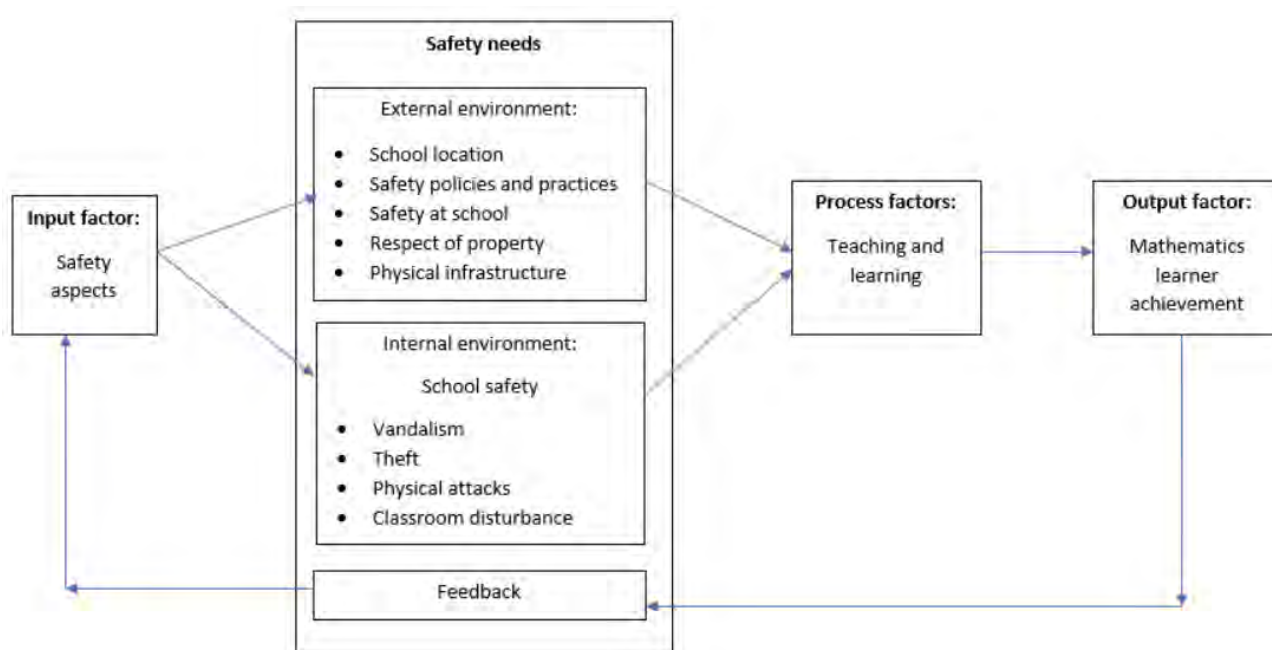 Safety needs
External environment:
• School location
• Safety policies and practices
• Safety at school
• Respect of property
• Physical infrastructure
Input factor:
Safety
aspects
Internal environment:
School safety
• Vandalism
• Theft
• Physical attacks
• Classroom disturbance
Feedback
Process factors:
Teaching and
learning
Output factor:
Mathematics
learner
achievement